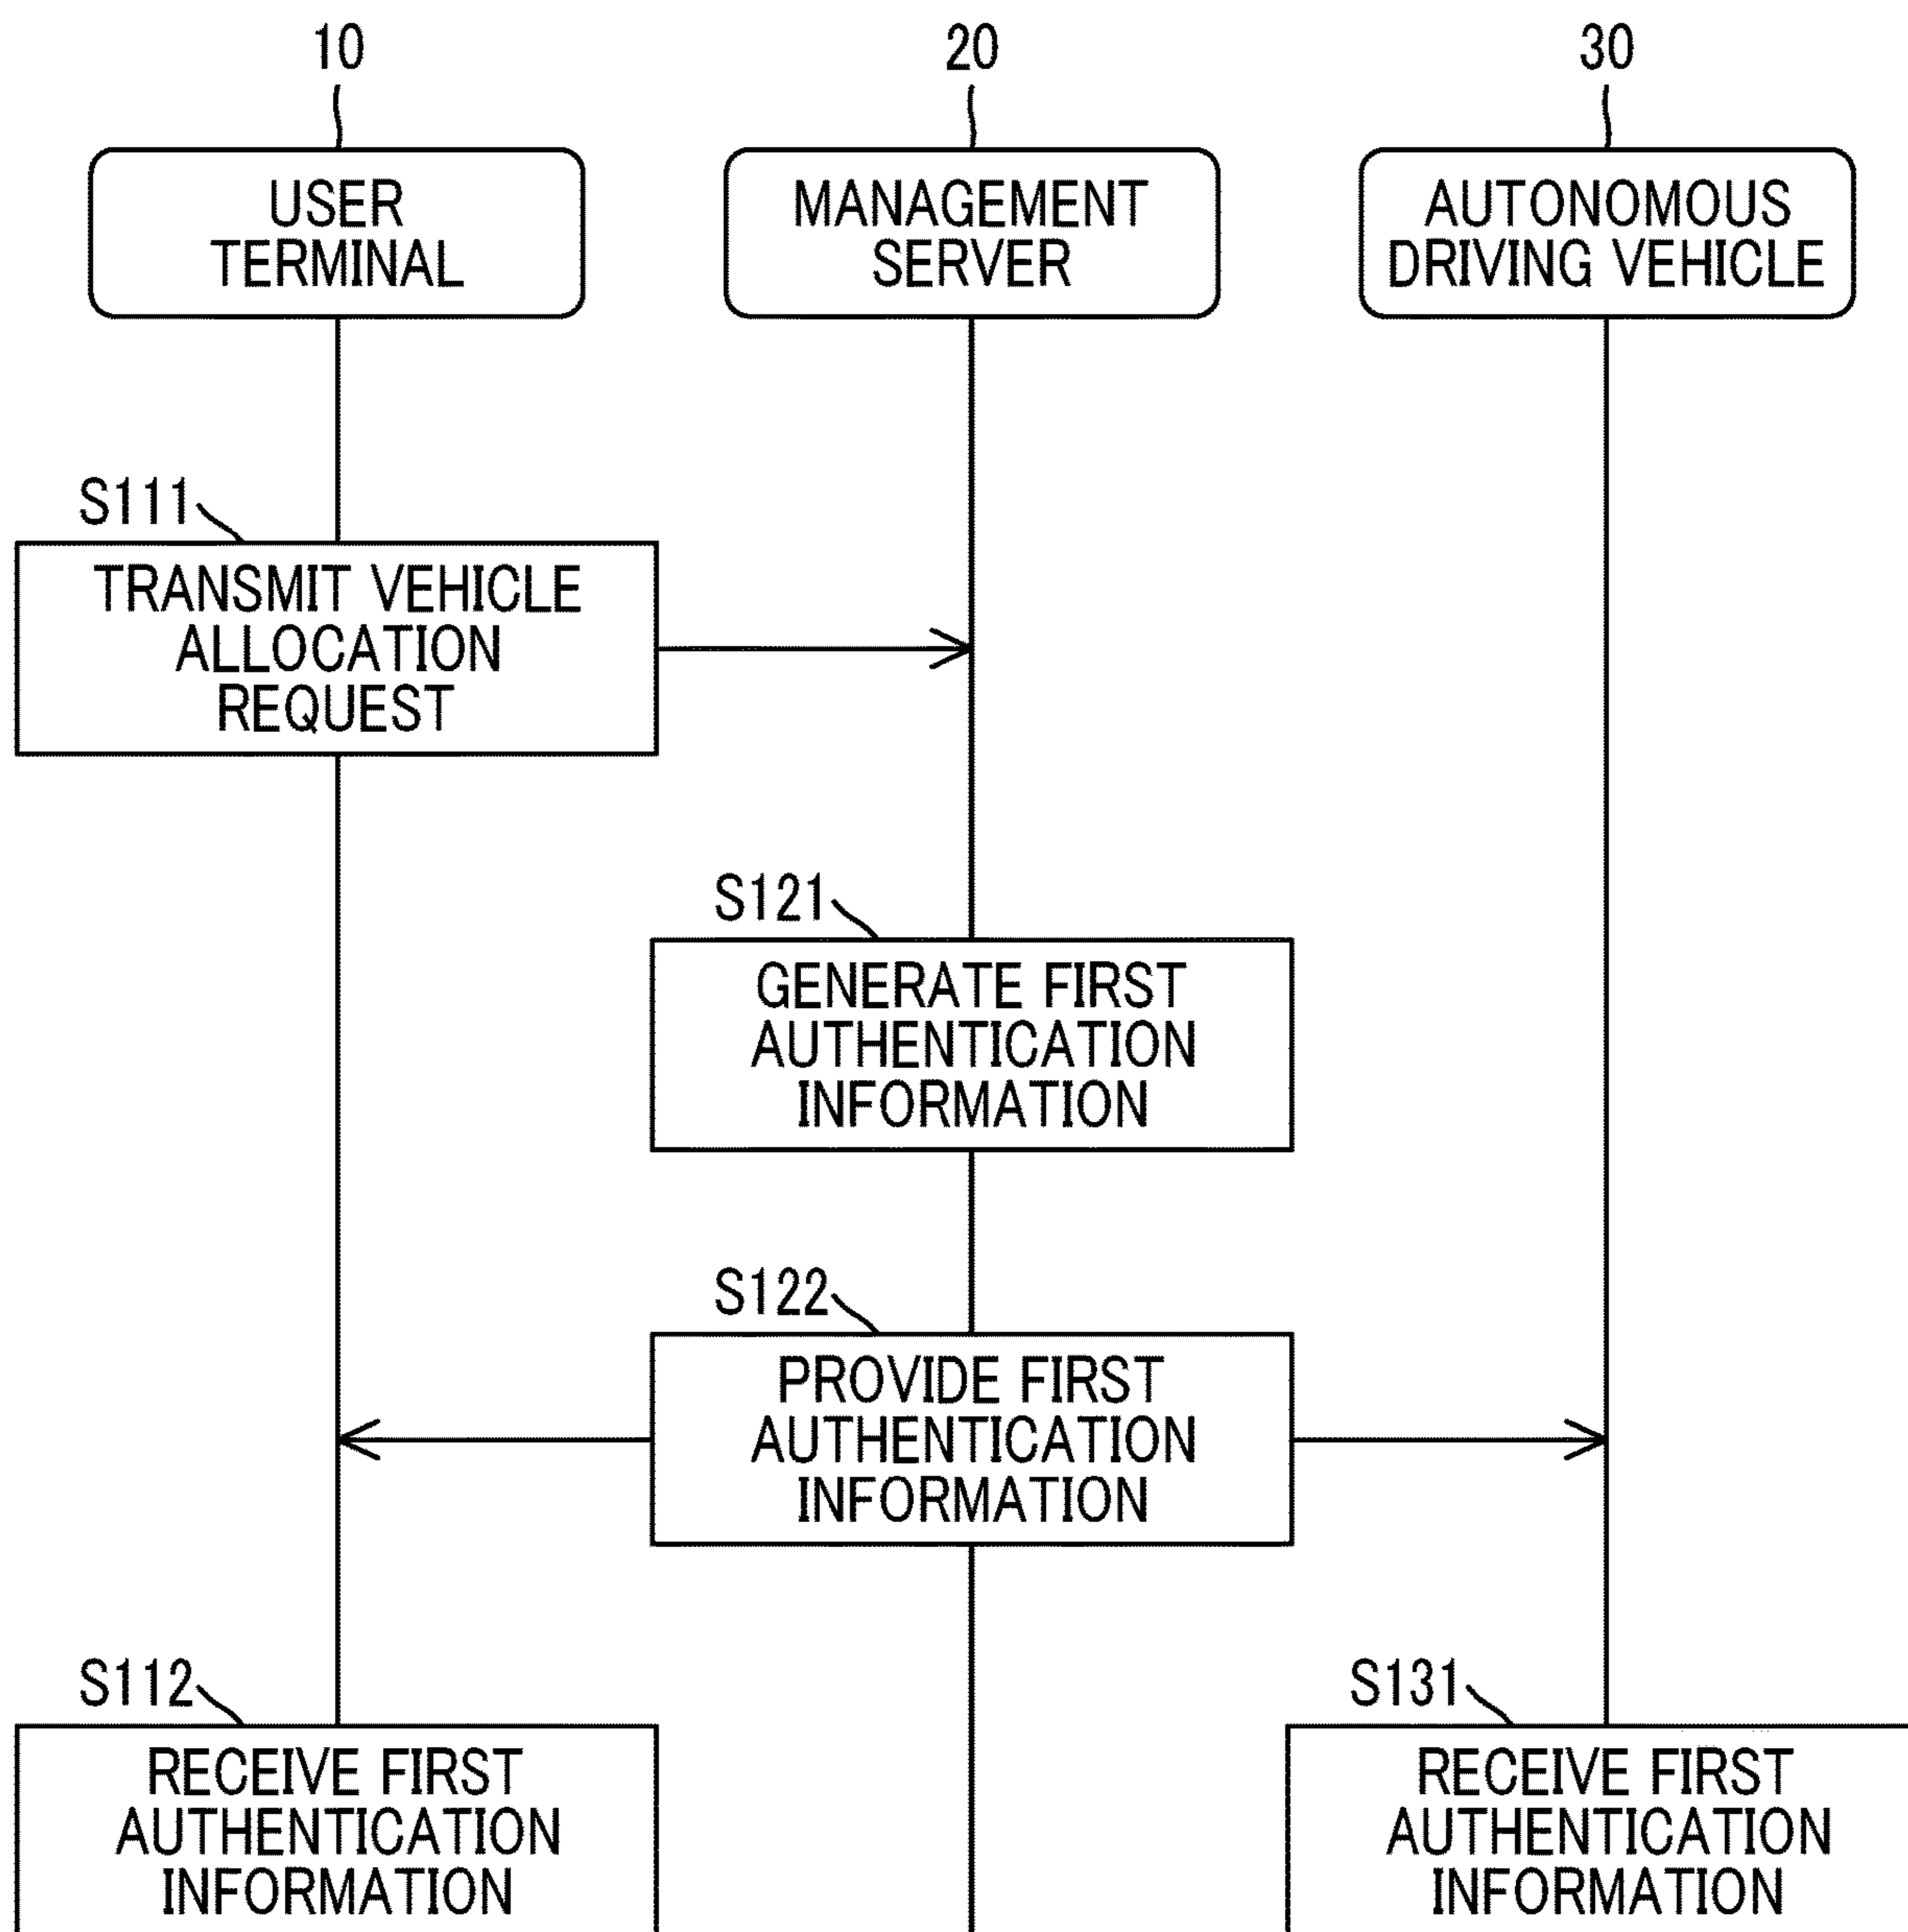 10
20
30
USER
TERMINAL
MANAGEMENT
SERVER
AUTONOMOUS
DRIVING VEHICLE
S111
TRANSMIT VEHICLE
ALLOCATION
REQUEST
S121
GENERATE FIRST
AUTHENTICATION
INFORMATION
S122
PROVIDE FIRST
AUTHENTICATION
INFORMATION
S112
RECEIVE FIRST
AUTHENTICATION
INFORMATION
S131
RECEIVE FIRST
AUTHENTICATION
INFORMATION